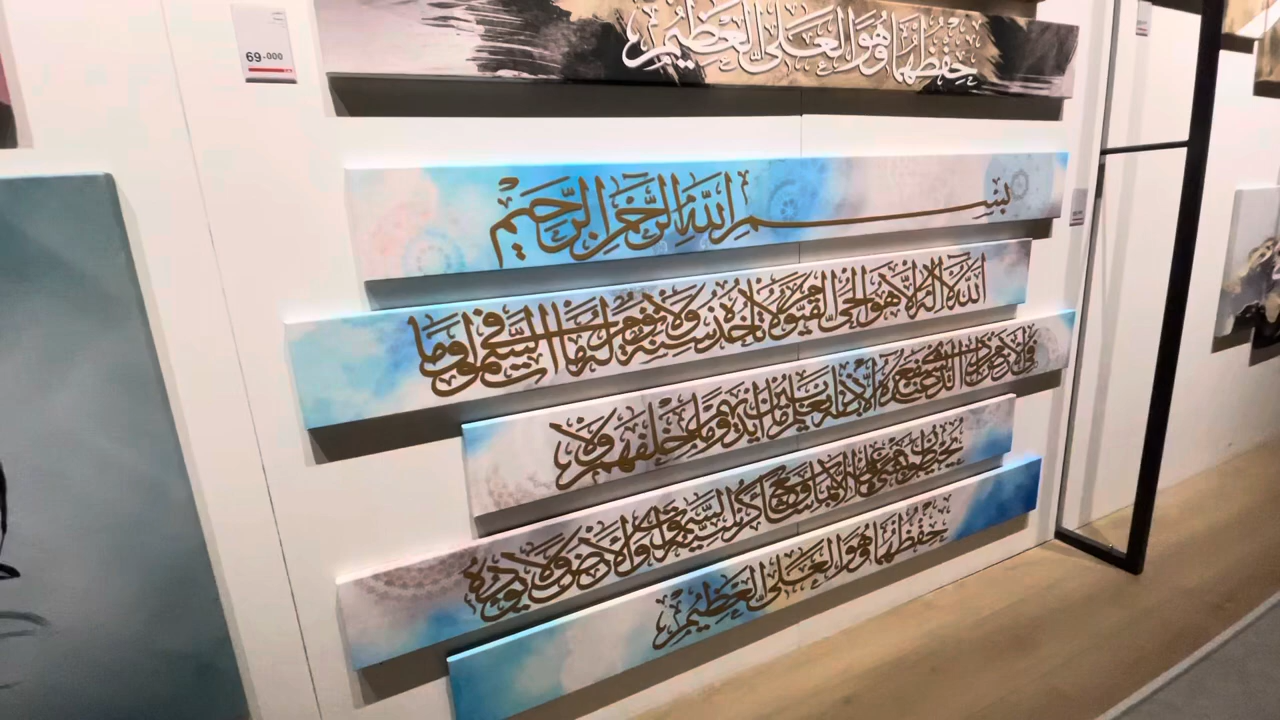 69.000
حفظهما وهو العلي العظيم
بسم الله الرحمن الرحيم
الله لا إله إلا هو الحي القيوم لا تأخذه سنة ولا نوم له ما في السموات وما
في الأرض من ذا الذي يشفع عنده إلا بإذنه يعلم ما بين أيديهم وما خلفهم ولا
يحيطون بشيء من علمه إلا بما شاء وسع كرسيه السموات والأرض ولا يؤده
حفظهما وهو العلي العظيم